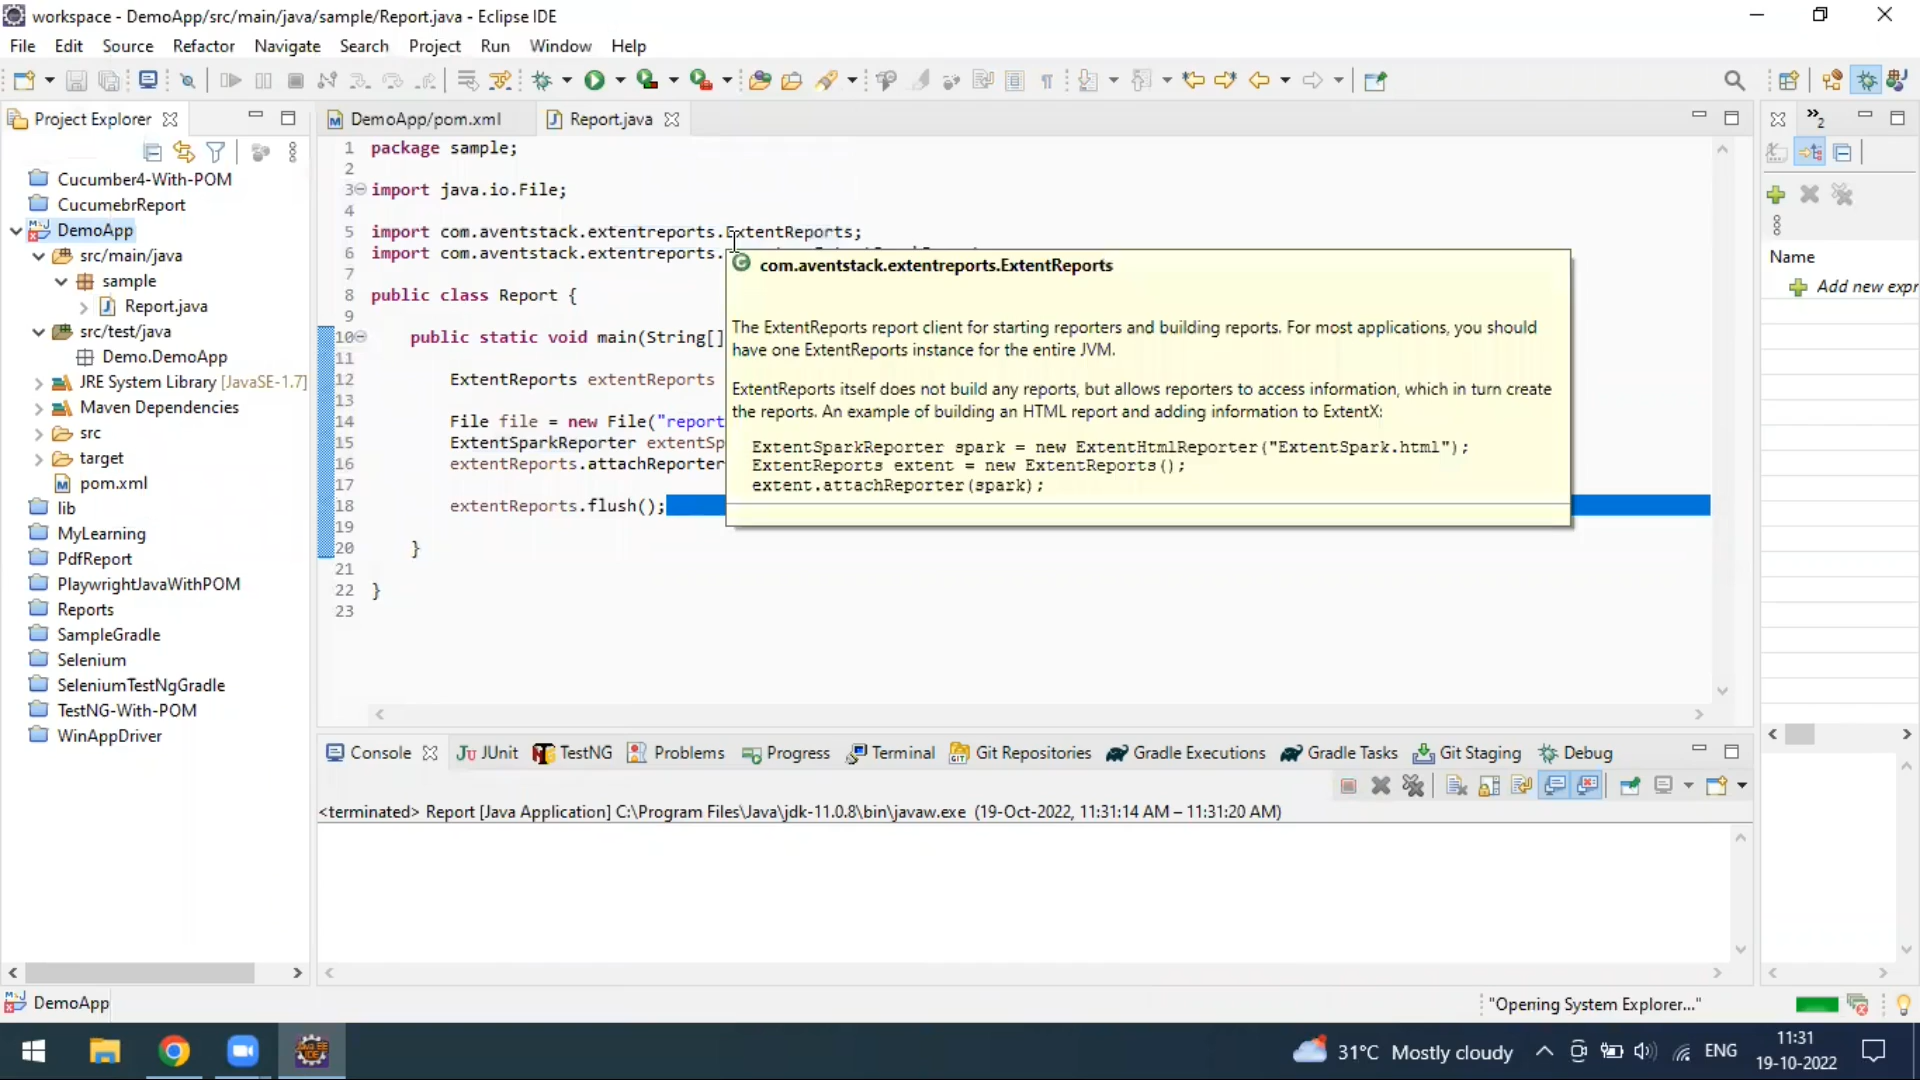 workspace - DemoApp/src/main/java/sample/Report.java - Eclipse IDE
File Edit Source Refactor Navigate Search Project Run Window Help
Project Explorer
DemoApp/pom.xml
Report.java
2
Cucumber4-With-POM
CucumebrReport
DemoApp
src/main/java
sample
Report.java
src/test/java
Demo.DemoApp
JRE System Library [JavaSE-1.7]
Maven Dependencies
src
target
pom.xml
lib
MyLearning
PdfReport
PlaywrightJavaWithPOM
Reports
SampleGradle
Selenium
SeleniumTestNgGradle
TestNG-With-POM
WinAppDriver
1 package sample;
2
3 import java.io.File;
4
5 import com.aventstack.extentreports.ExtentReports;
6 import com.aventstack.extentreports.
7
8 public class Report {
9
10 public static void main(String[]
11
12 ExtentReports extentReports
13
14 File file = new File("report
15 ExtentSparkReporter extentSp
16 extentReports.attachReporter
17
18 extentReports.flush();
19
20 }
21
22 }
23
com.aventstack.extentreports.ExtentReports
The ExtentReports report client for starting reporters and building reports. For most applications, you should
have one ExtentReports instance for the entire JVM.
ExtentReports itself does not build any reports, but allows reporters to access information, which in turn create
the reports. An example of building an HTML report and adding information to ExtentX:
ExtentSparkReporter spark = new ExtentHtmlReporter("ExtentSpark.html");
ExtentReports extent = new ExtentReports();
extent.attachReporter(spark);
Name
Add new expr
Console JUnit TestNG Problems Progress Terminal Git Repositories Gradle Executions Gradle Tasks Git Staging Debug
<terminated> Report [Java Application] C:\Program Files\Java\jdk-11.0.8\bin\javaw.exe (19-Oct-2022, 11:31:14 AM – 11:31:20 AM)
DemoApp
"Opening System Explorer..."
31°C Mostly cloudy
ENG
11:31
19-10-2022